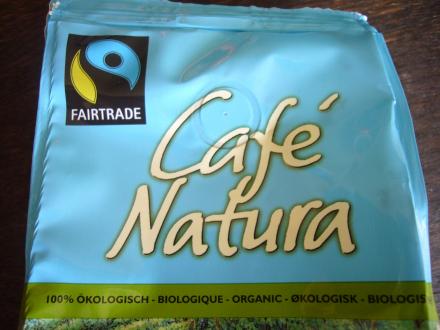 FAIRTRADE
Café
Natura
100% ÖKOLOGISCH - BIOLOGIQUE - ORGANIC - ØKOLOGISK - BIOLOGIS